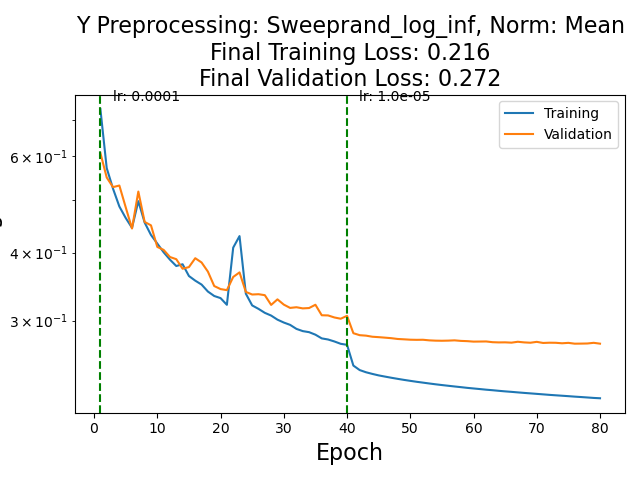 Y Preprocessing: Sweeprand_log_inf, Norm: Mean
Final Training Loss: 0.216
Final Validation Loss: 0.272
lr: 0.0001
lr: 1.0e-05
Training
Validation
6 × 10⁻¹
4 × 10⁻¹
3 × 10⁻¹
0 10 20 30 40 50 60 70 80
Epoch